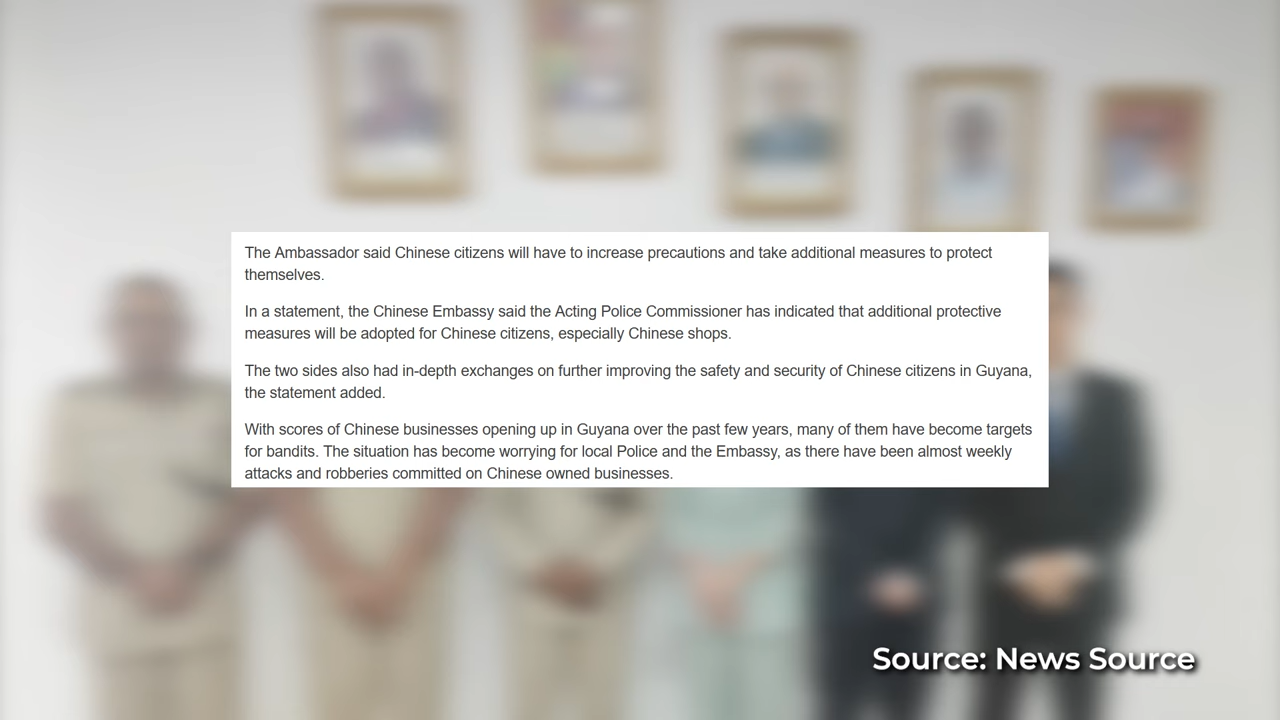 The Ambassador said Chinese citizens will have to increase precautions and take additional measures to protect
themselves.
In a statement, the Chinese Embassy said the Acting Police Commissioner has indicated that additional protective
measures will be adopted for Chinese citizens, especially Chinese shops.
The two sides also had in-depth exchanges on further improving the safety and security of Chinese citizens in Guyana,
the statement added.
With scores of Chinese businesses opening up in Guyana over the past few years, many of them have become targets
for bandits. The situation has become worrying for local Police and the Embassy, as there have been almost weekly
attacks and robberies committed on Chinese owned businesses.
Source: News Source